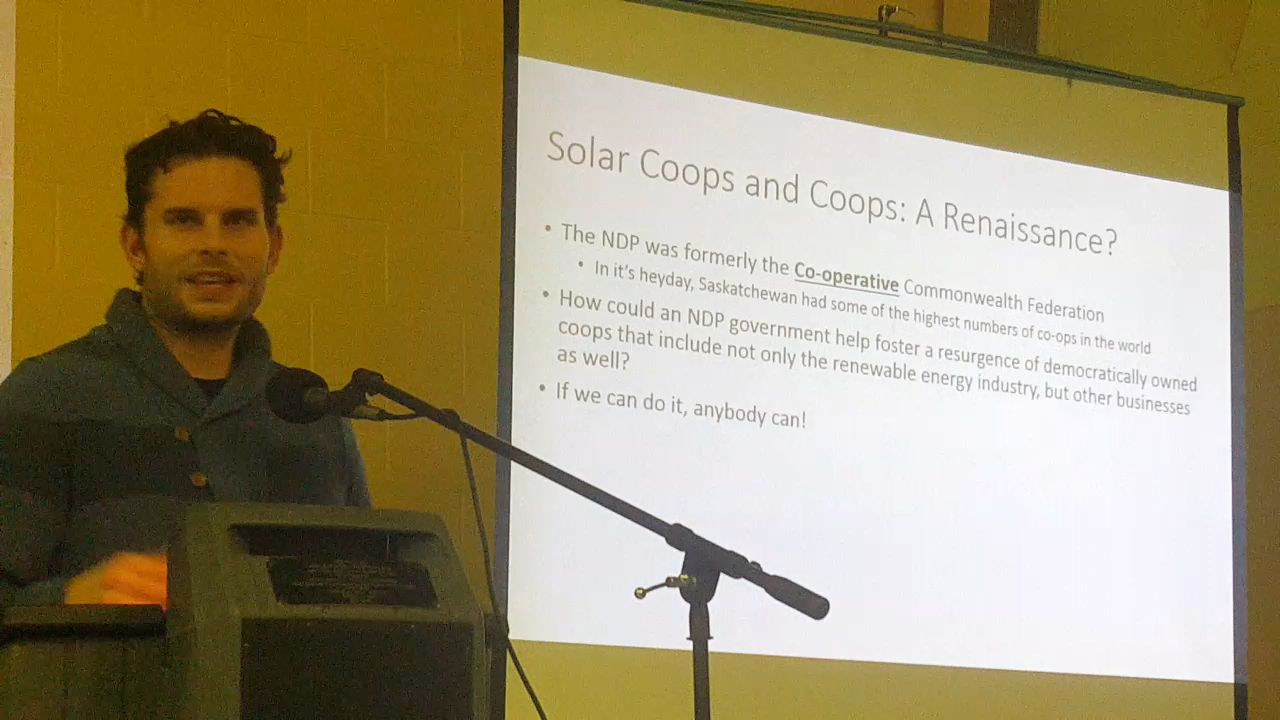 Solar Coops and Coops: A Renaissance?
• The NDP was formerly the Co-operative Commonwealth Federation
• In it's heyday, Saskatchewan had some of the highest numbers of co-ops in the world
• How could an NDP government help foster a resurgence of democratically owned
coops that include not only the renewable energy industry, but other businesses
as well?
• If we can do it, anybody can!